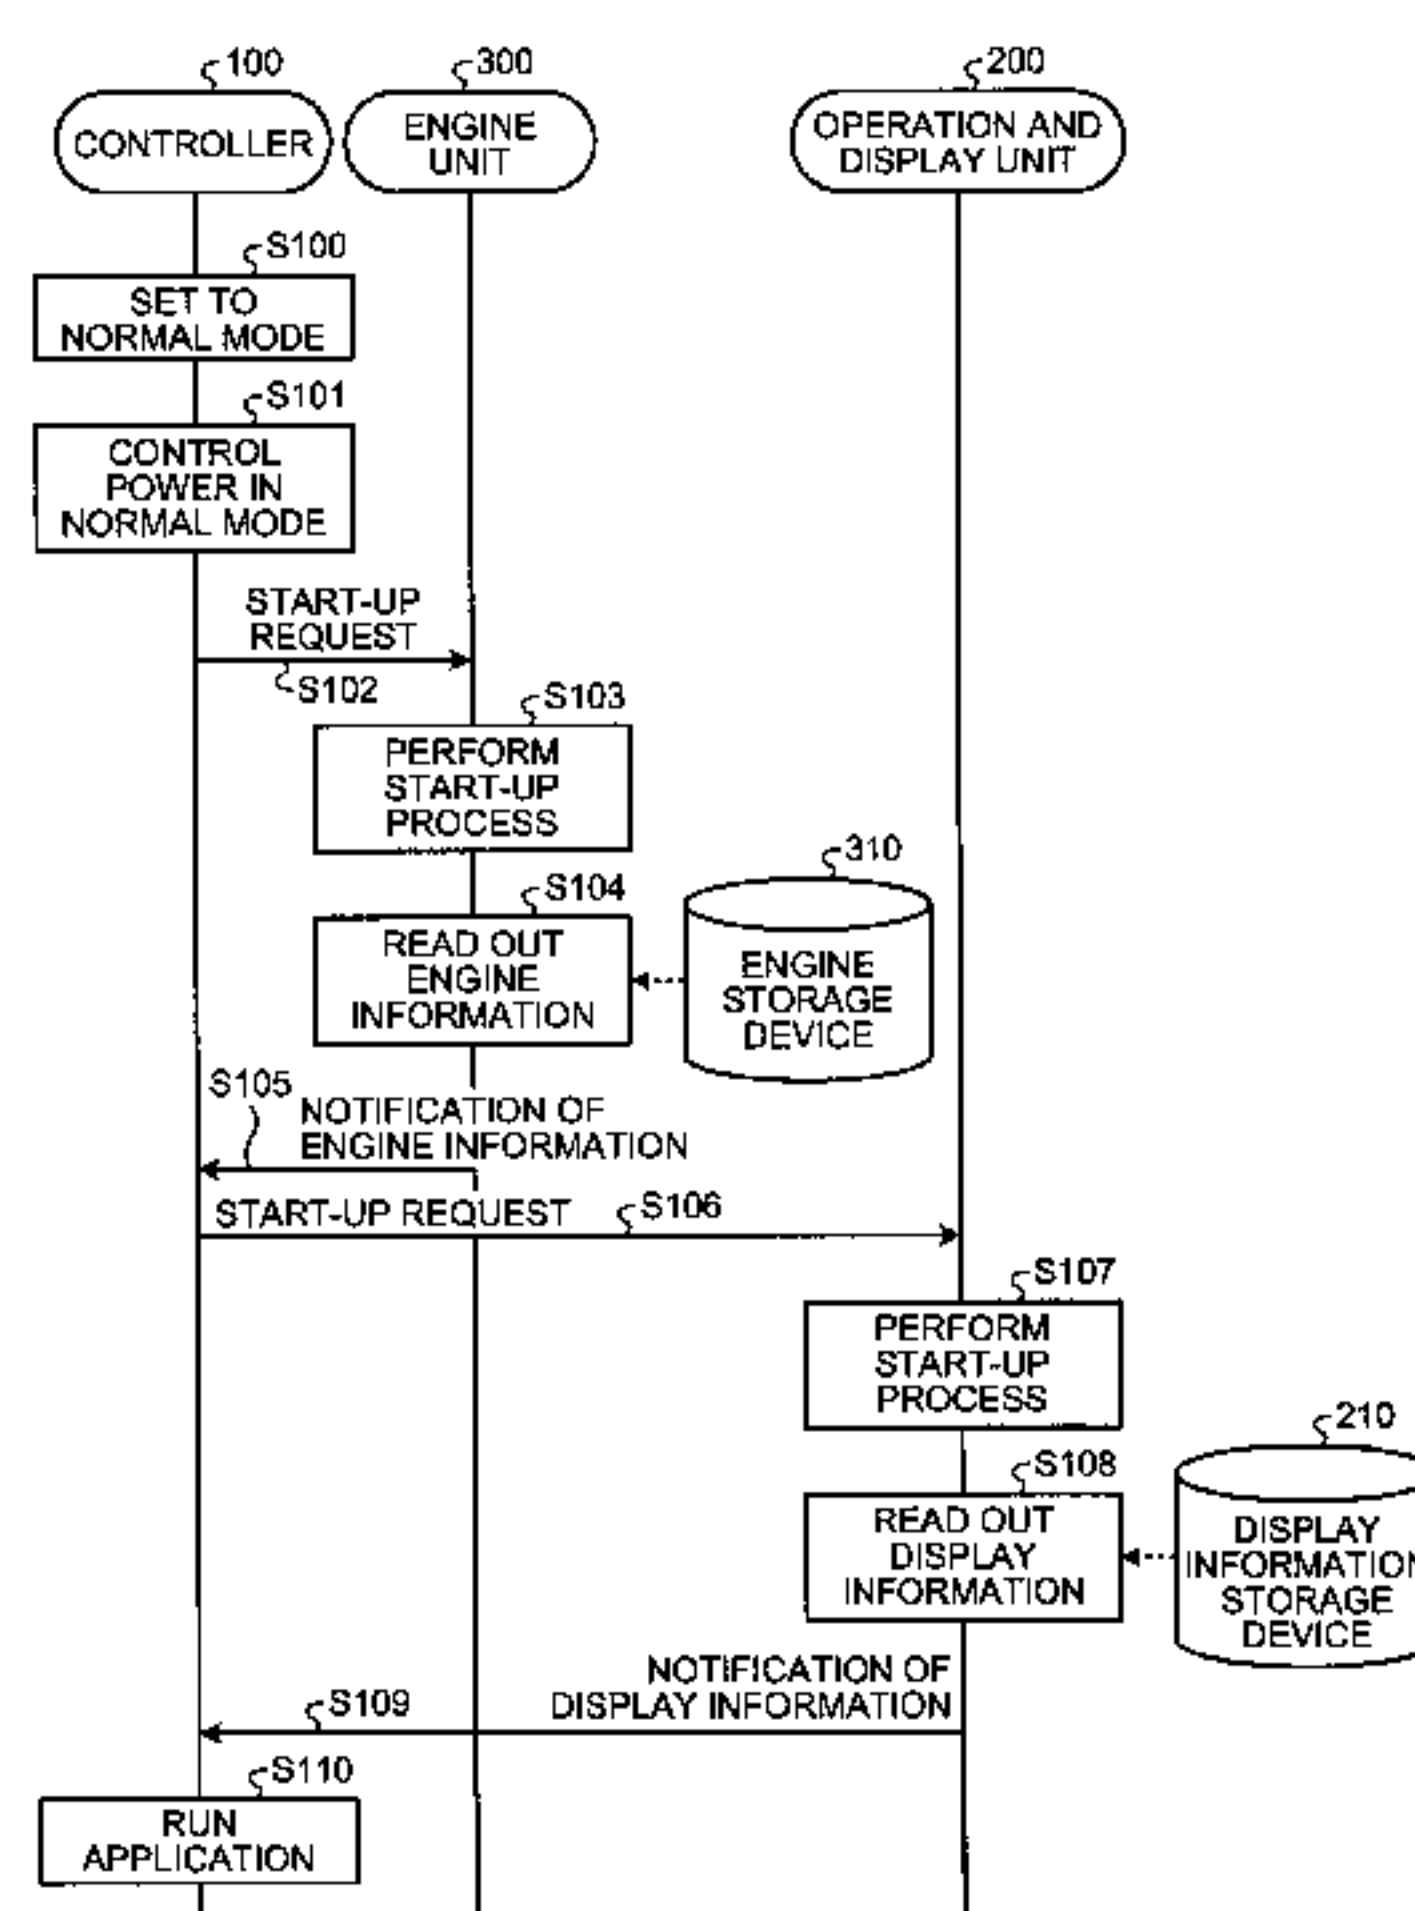 100
300
200
CONTROLLER
ENGINE
UNIT
OPERATION AND
DISPLAY UNIT
S100
SET TO
NORMAL MODE
S101
CONTROL
POWER IN
NORMAL MODE
START-UP
REQUEST
S102
S103
PERFORM
START-UP
PROCESS
310
S104
READ OUT
ENGINE
INFORMATION
ENGINE
STORAGE
DEVICE
S105
NOTIFICATION OF
ENGINE INFORMATION
START-UP REQUEST
S106
S107
PERFORM
START-UP
PROCESS
210
S108
READ OUT
DISPLAY
INFORMATION
DISPLAY
INFORMATION
STORAGE
DEVICE
NOTIFICATION OF
DISPLAY INFORMATION
S109
S110
RUN
APPLICATION